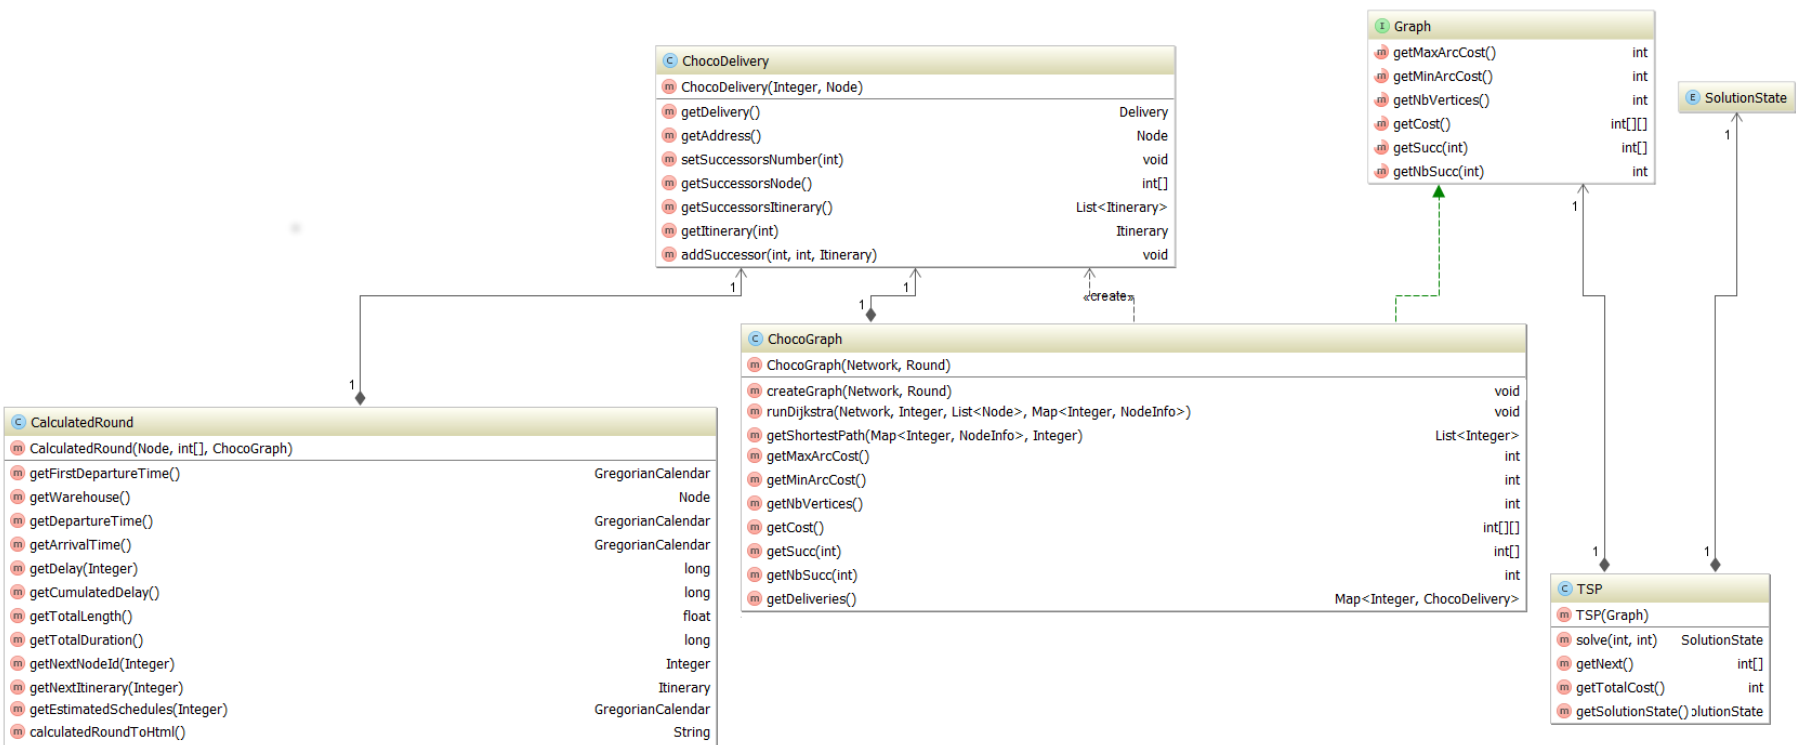 C ChocoDelivery
m ChocoDelivery(Integer, Node)
m getDelivery() Delivery
m getAddress() Node
m setSuccessorsNumber(int) void
m getSuccessorsNode() int[]
m getSuccessorsItinerary() List<Itinerary>
m getItinerary(int) Itinerary
m addSuccessor(int, int, Itinerary) void
I Graph
m getMaxArcCost() int
m getMinArcCost() int
m getNbVertices() int
m getCost() int[][]
m getSucc(int) int[]
m getNbSucc(int) int
E SolutionState
1
1
1
1
1
«create»
1
C ChocoGraph
m ChocoGraph(Network, Round)
m createGraph(Network, Round) void
m runDijkstra(Network, Integer, List<Node>, Map<Integer, NodeInfo>) void
m getShortestPath(Map<Integer, NodeInfo>, Integer) List<Integer>
m getMaxArcCost() int
m getMinArcCost() int
m getNbVertices() int
m getCost() int[][]
m getSucc(int) int[]
m getNbSucc(int) int
m getDeliveries() Map<Integer, ChocoDelivery>
C CalculatedRound
m CalculatedRound(Node, int[], ChocoGraph)
m getFirstDepartureTime() GregorianCalendar
m getWarehouse() Node
m getDepartureTime() GregorianCalendar
m getArrivalTime() GregorianCalendar
m getDelay(Integer) long
m getCumulatedDelay() long
m getTotalLength() float
m getTotalDuration() long
m getNextNodeId(Integer) Integer
m getNextItinerary(Integer) Itinerary
m getEstimatedSchedules(Integer) GregorianCalendar
m calculatedRoundToHtml() String
1
1
C TSP
m TSP(Graph)
m solve(int, int) SolutionState
m getNext() int[]
m getTotalCost() int
m getSolutionState() olutionState